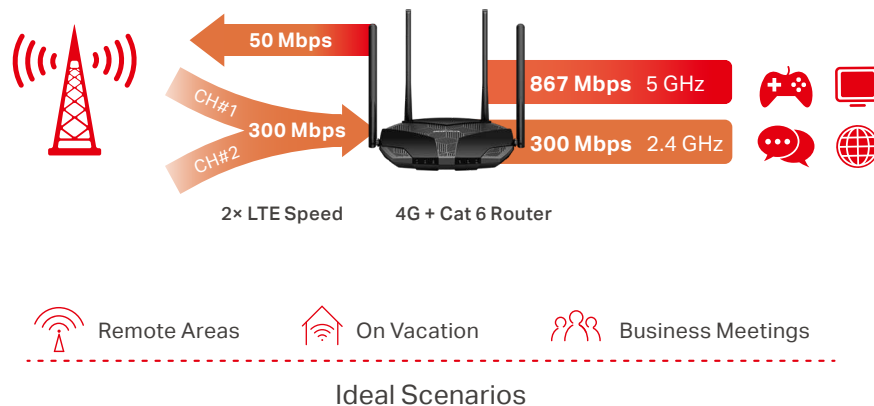 50 Mbps
CH#1
CH#2
300 Mbps
867 Mbps 5 GHz
300 Mbps 2.4 GHz
2× LTE Speed
4G + Cat 6 Router
Remote Areas
On Vacation
Business Meetings
Ideal Scenarios